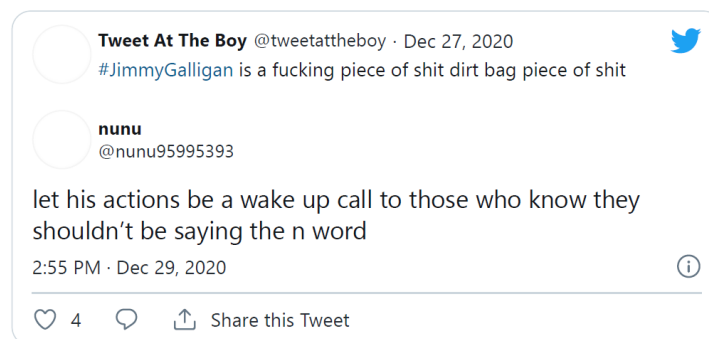 Tweet At The Boy @tweetattheboy · Dec 27, 2020
#JimmyGalligan is a fucking piece of shit dirt bag piece of shit
nunu
@nunu95995393
let his actions be a wake up call to those who know they
shouldn’t be saying the n word
2:55 PM · Dec 29, 2020
4 Share this Tweet